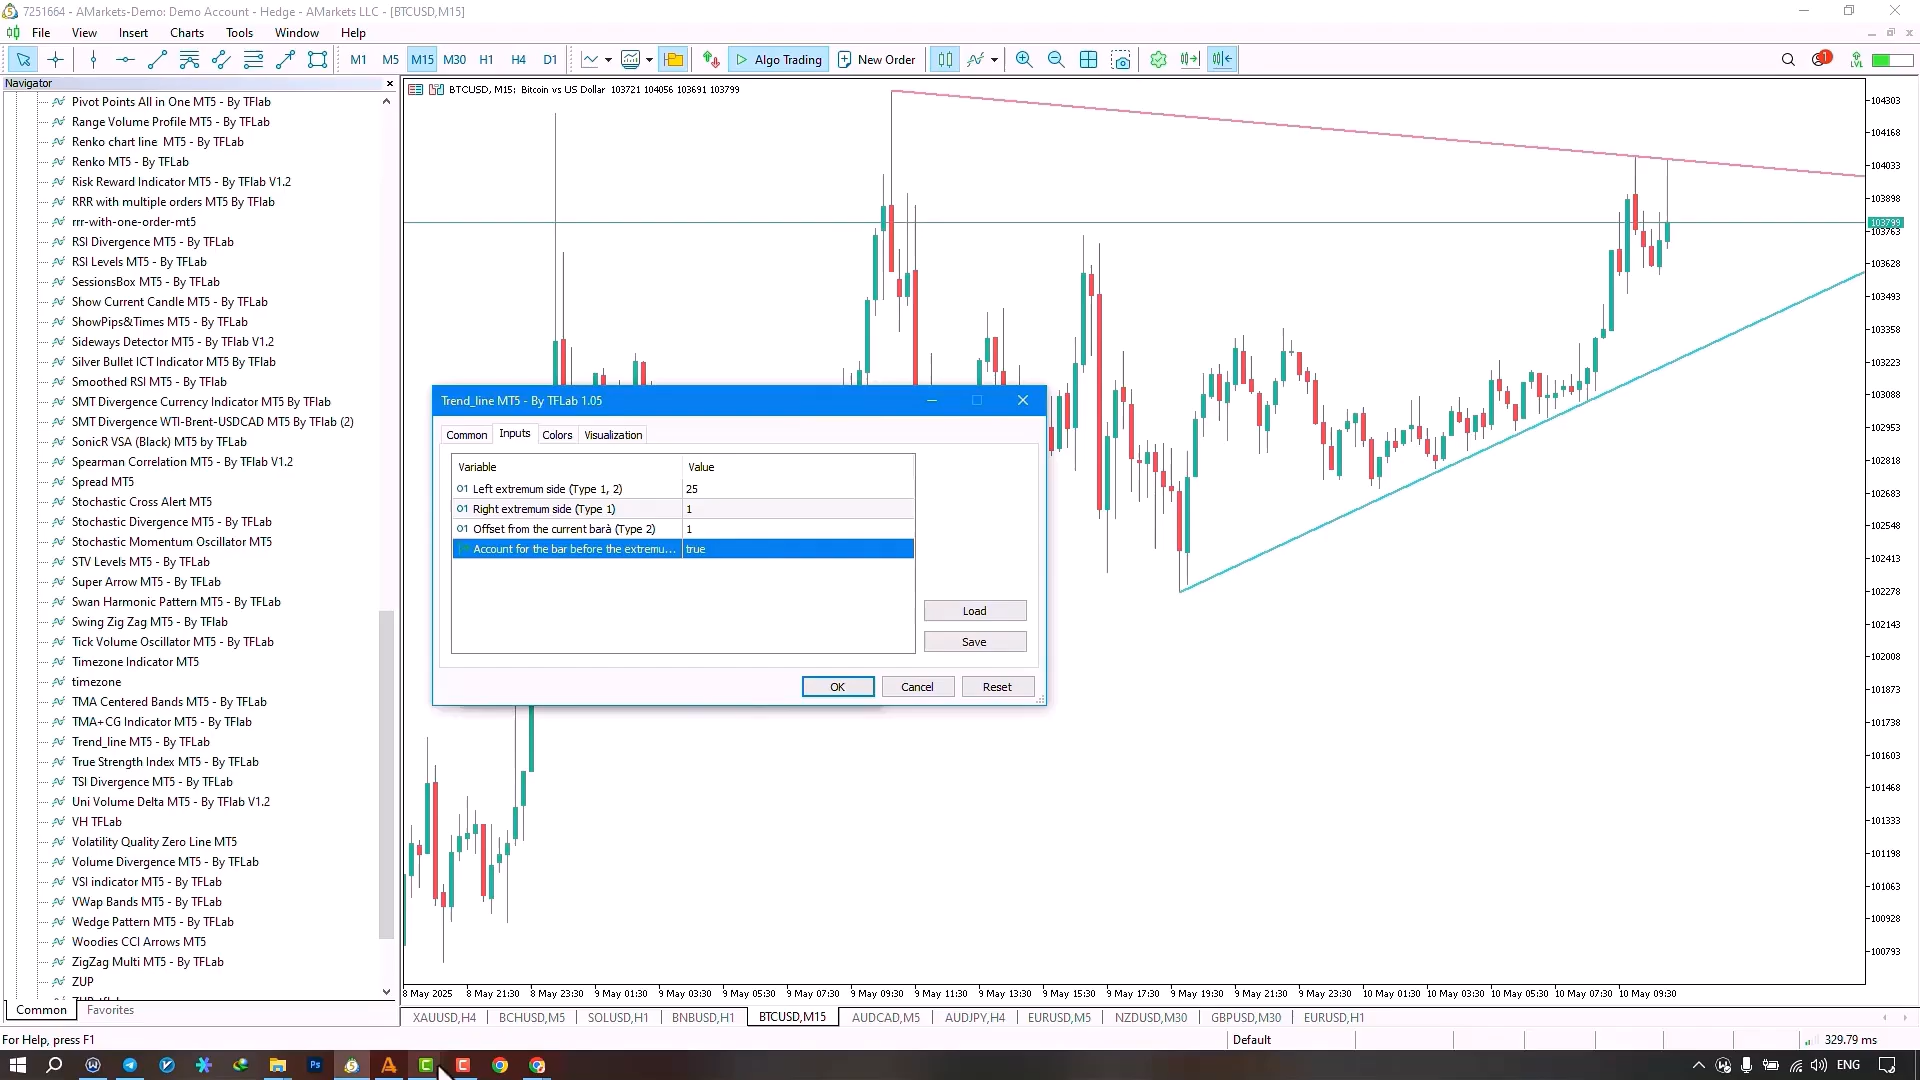 7251664 - AMarkets-Demo: Demo Account - Hedge - AMarkets LLC - [BTCUSD,M15]
File View Insert Charts Tools Window Help
M1 M5 M15 M30 H1 H4 D1 Algo Trading New Order 1 LVL
Navigator
Pivot Points All in One MT5 - By TFlab
Range Volume Profile MT5 - By TFLab
Renko chart line MT5 - By TFLab
Renko MT5 - By TFLab
Risk Reward Indicator MT5 - By TFlab V1.2
RRR with multiple orders MT5 By TFlab
rrr-with-one-order-mt5
RSI Divergence MT5 - By TFLab
RSI Levels MT5 - By TFLab
SessionsBox MT5 - By TFLab
Show Current Candle MT5 - By TFLab
ShowPips&Times MT5 - By TFLab
Sideways Detector MT5 - By TFlab V1.2
Silver Bullet ICT Indicator MT5 By TFlab
Smoothed RSI MT5 - By TFLab
SMT Divergence Currency Indicator MT5 By TFLab
SMT Divergence WTI-Brent-USDCAD MT5 By TFlab (2)
SonicR VSA (Black) MT5 by TFLab
Spearman Correlation MT5 - By TFlab V1.2
Spread MT5
Stochastic Cross Alert MT5
Stochastic Divergence MT5 - By TFLab
Stochastic Momentum Oscillator MT5
STV Levels MT5 - By TFLab
Super Arrow MT5 - By TFLab
Swan Harmonic Pattern MT5 - By TFLab
Swing Zig Zag MT5 - By TFlab
Tick Volume Oscillator MT5 - By TFLab
Timezone Indicator MT5
timezone
TMA Centered Bands MT5 - By TFLab
TMA+CG Indicator MT5 - By TFlab
Trend_line MT5 - By TFLab
True Strength Index MT5 - By TFLab
TSI Divergence MT5 - By TFLab
Uni Volume Delta MT5 - By TFlab V1.2
VH TFLab
Volatility Quality Zero Line MT5
Volume Divergence MT5 - By TFLab
VSI indicator MT5 - By TFLab
VWap Bands MT5 - By TFLab
Wedge Pattern MT5 - By TFLab
Woodies CCI Arrows MT5
ZigZag Multi MT5 - By TFLab
ZUP
Common Favorites
BTCUSD, M15: Bitcoin vs US Dollar 103721 104056 103691 103799
104303
104168
104033
103898
103799
103763
103628
103493
103358
103223
103088
102953
102818
102683
102548
102413
102278
102143
102008
101873
101738
101603
101468
101333
101198
101063
100928
100793
Trend_line MT5 - By TFLab 1.05
Common Inputs Colors Visualization
Variable Value
01 Left extremum side (Type 1, 2) 25
01 Right extremum side (Type 1) 1
01 Offset from the current barà (Type 2) 1
Account for the bar before the extremu... true
Load
Save
OK Cancel Reset
8 May 2025 8 May 21:30 8 May 23:30 9 May 01:30 9 May 03:30 9 May 05:30 9 May 07:30 9 May 09:30 9 May 11:30 9 May 13:30 9 May 15:30 9 May 17:30 9 May 19:30 9 May 21:30 9 May 23:30 10 May 01:30 10 May 03:30 10 May 05:30 10 May 07:30 10 May 09:30
XAUUSD,H4 BCHUSD,M5 SOLUSD,H1 BNBUSD,H1 BTCUSD,M15 AUDCAD,M5 AUDJPY,H4 EURUSD,M5 NZDUSD,M30 GBPUSD,M30 EURUSD,H1
For Help, press F1 Default 329.79 ms
Ps ENG